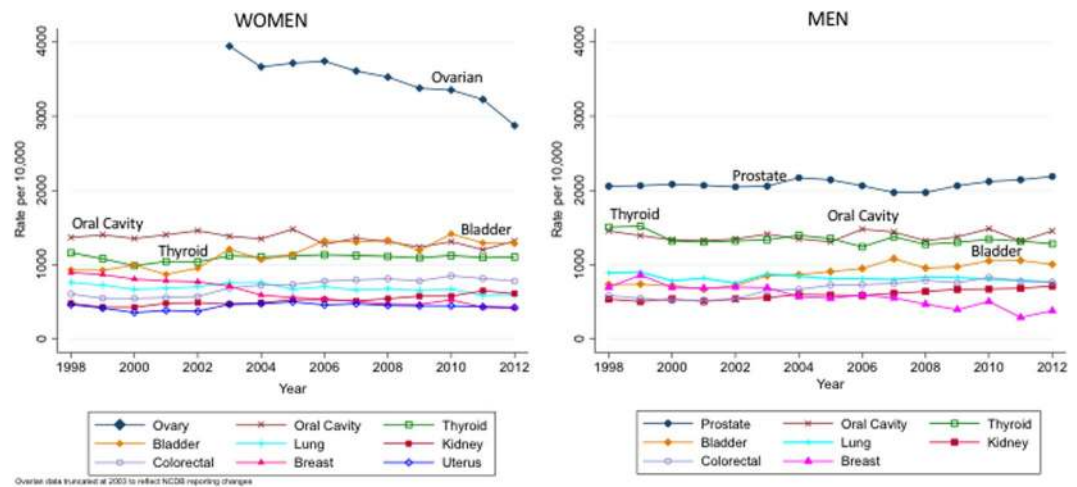 WOMEN
MEN
4000
3000
2000
1000
0
Rate per 10,000
Ovarian
Oral Cavity
Thyroid
Bladder
1998 2000 2002 2004 2006 2008 2010 2012
Year
4000
3000
2000
1000
0
Rate per 10,000
Prostate
Thyroid
Oral Cavity
Bladder
1998 2000 2002 2004 2006 2008 2010 2012
Year
Ovary Oral Cavity Thyroid
Bladder Lung Kidney
Colorectal Breast Uterus
Prostate Oral Cavity Thyroid
Bladder Lung Kidney
Colorectal Breast
Ovarian data truncated at 2003 to reflect NCDB reporting changes